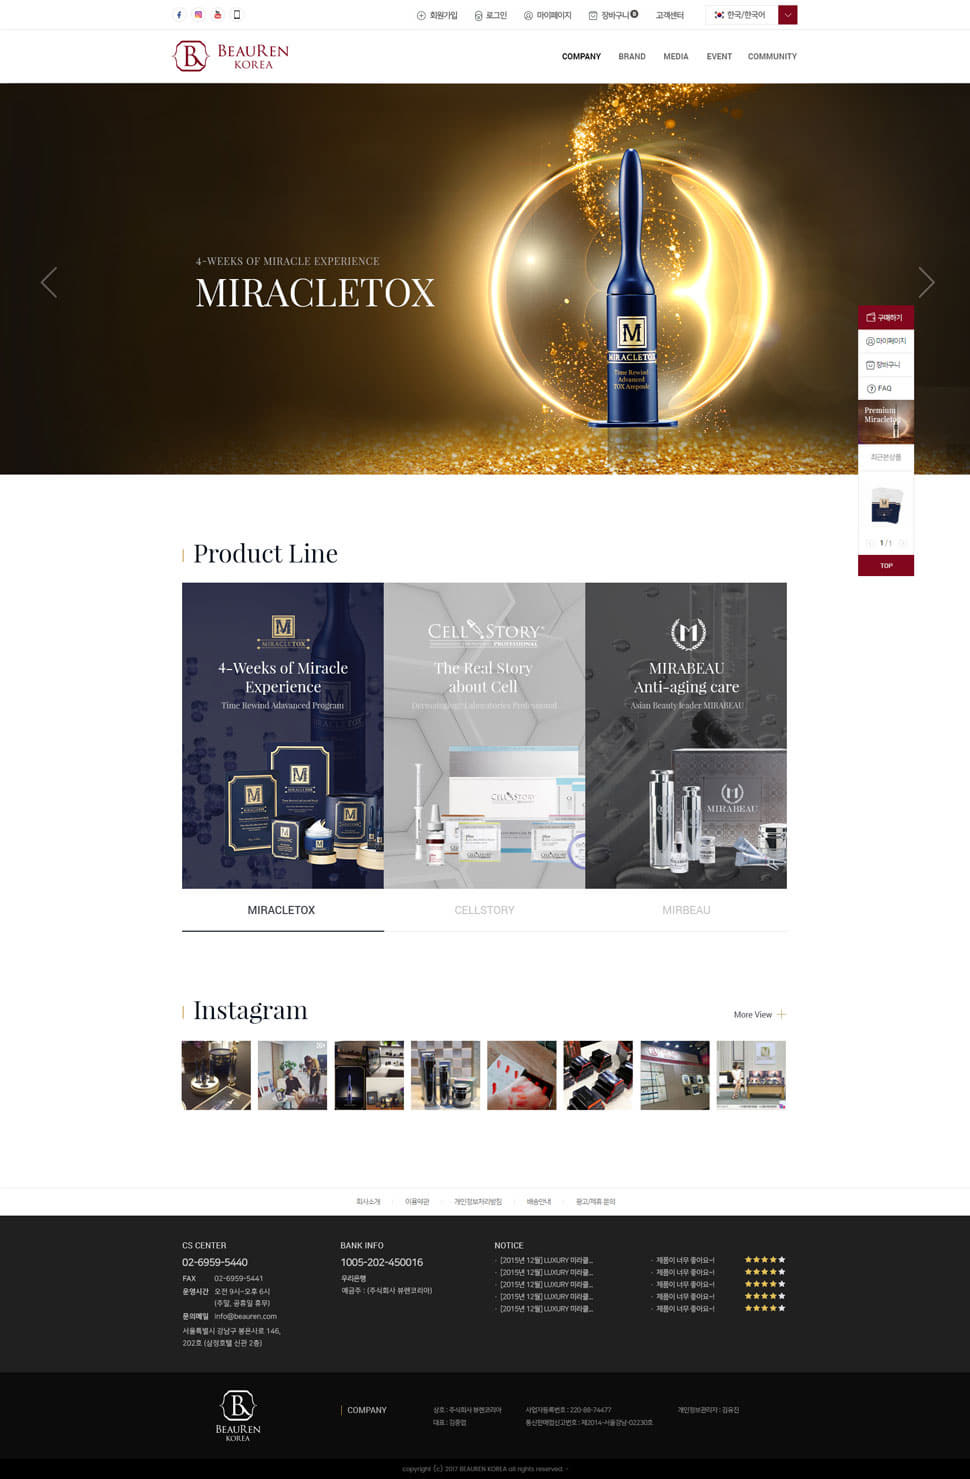 회원가입
로그인
마이페이지
장바구니 0
고객센터
한국/한국어
BEAUREN
KOREA
COMPANY
BRAND
MEDIA
EVENT
COMMUNITY
4-WEEKS OF MIRACLE EXPERIENCE
MIRACLETOX
M
MIRACLETOX
Time Rewind
Advanced
TOX Ampoule
구매하기
마이페이지
장바구니
FAQ
Premium
Miracletox
최근본상품
1 / 1
TOP
Product Line
M
MIRACLETOX
4-Weeks of Miracle
Experience
Time Rewind Adavanced Program
CELL STORY
PROFESSIONAL
The Real Story
about Cell
Dermatologist Laboratories Professional
M
MIRABEAU
Anti-aging care
Asian Beauty leader MIRABEAU
M
MIRACLETOX
CELL STORY
MIRABEAU
MIRACLETOX
CELLSTORY
MIRBEAU
Instagram
More View
회사소개
이용약관
개인정보처리방침
배송안내
광고/제휴 문의
CS CENTER
02-6959-5440
FAX 02-6959-5441
운영시간 오전 9시~오후 6시
(주말, 공휴일 휴무)
문의메일 info@beauren.com
서울특별시 강남구 봉은사로 146,
202호 (삼정호텔 신관 2층)
BANK INFO
1005-202-450016
우리은행
예금주 : (주식회사 뷰렌코리아)
NOTICE
· [2015년 12월] LUXURY 미라클... · 제품이 너무 좋아요~! ★★★★★
· [2015년 12월] LUXURY 미라클... · 제품이 너무 좋아요~! ★★★★★
· [2015년 12월] LUXURY 미라클... · 제품이 너무 좋아요~! ★★★★★
· [2015년 12월] LUXURY 미라클... · 제품이 너무 좋아요~! ★★★★★
· [2015년 12월] LUXURY 미라클... · 제품이 너무 좋아요~! ★★★★★
BEAUREN
KOREA
COMPANY
상호 : 주식회사 뷰렌코리아 사업자등록번호 : 220-88-74477 개인정보관리자 : 김유진
대표 : 김중업 통신판매업신고번호 : 제2014-서울강남-02230호
copyright (c) 2017 BEAUREN KOREA all rights reserved -